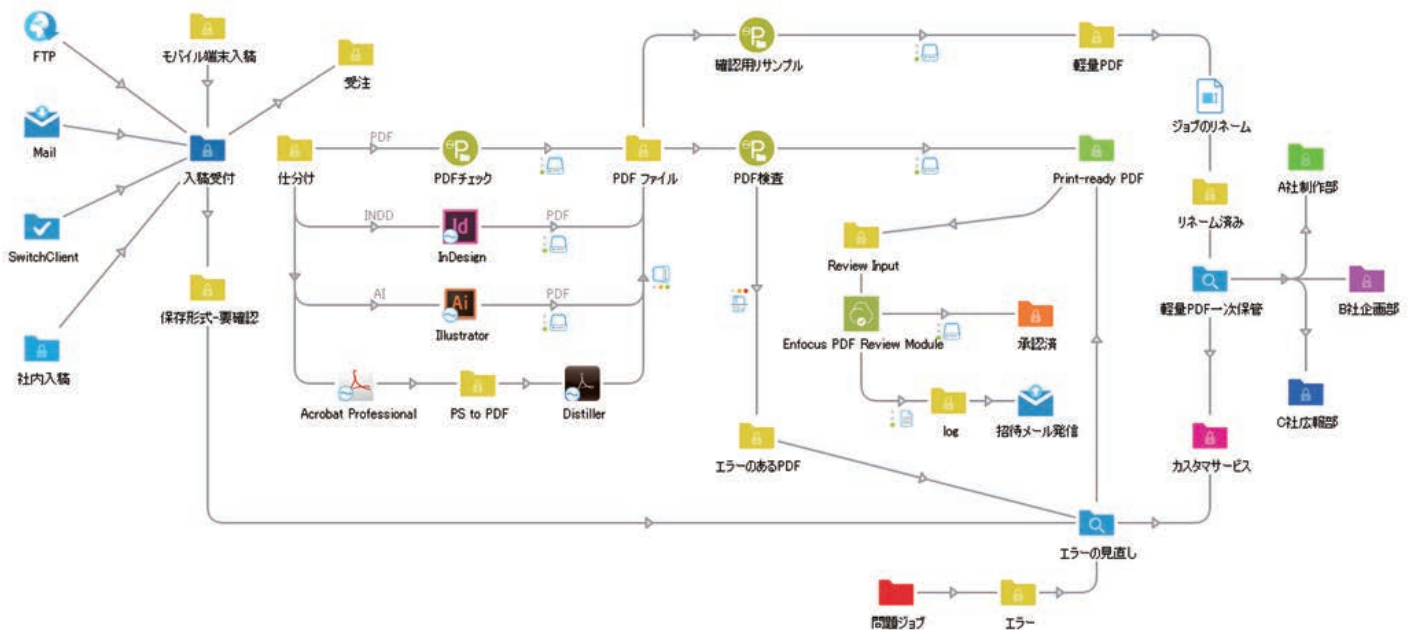 FTP
モバイル端末入稿
受注
確認用リサンプル
軽量PDF
ジョブのリネーム
Mail
入稿受付
仕分け
PDF
PDFチェック
PDF ファイル
PDF検査
Print-ready PDF
A社制作部
リネーム済み
INDD
InDesign
PDF
SwitchClient
Review Input
軽量PDF一次保管
B社企画部
保存形式-要確認
AI
Illustrator
PDF
Enfocus PDF Review Module
承認済
社内入稿
Acrobat Professional
PS to PDF
Distiller
log
招待メール発信
C社広報部
エラーのあるPDF
カスタマサービス
エラーの見直し
問題ジョブ
エラー
Id
Ai